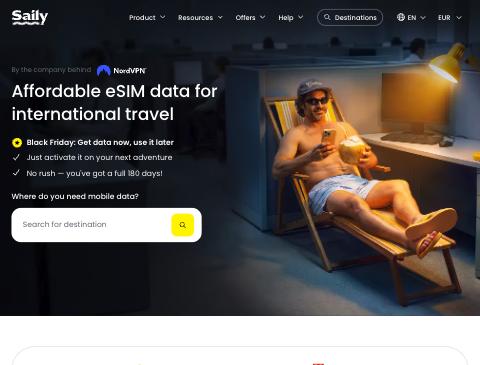 Saily
Product
Resources
Offers
Help
Destinations
EN
EUR
By the company behind NordVPN
Affordable eSIM data for
international travel
Black Friday: Get data now, use it later
Just activate it on your next adventure
No rush — you've got a full 180 days!
Where do you need mobile data?
Search for destination